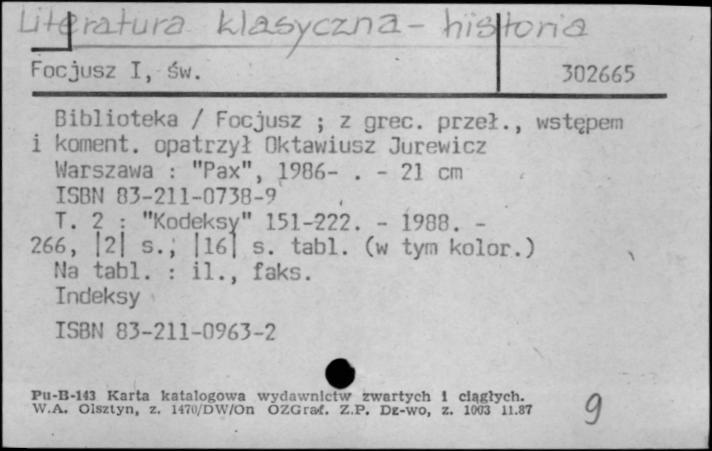 Literatura klasyczna - historia
Focjusz I, św. 302665
Biblioteka / Focjusz ; z grec. przeł., wstępem
i koment. opatrzył Oktawiusz Jurewicz
Warszawa : "Pax", 1986- . - 21 cm
ISBN 83-211-0738-9
T. 2 : "Kodeksy" 151-222. - 1988. -
266, |2| s., |16| s. tabl. (w tym kolor.)
Na tabl. : il., faks.
Indeksy
ISBN 83-211-0963-2
Pu-B-143 Karta katalogowa wydawnictw zwartych i ciągłych.
W.A. Olsztyn, z. 1470/DW/On OZGraf. Z.P. Dz-wo, z. 1003 11.87
9